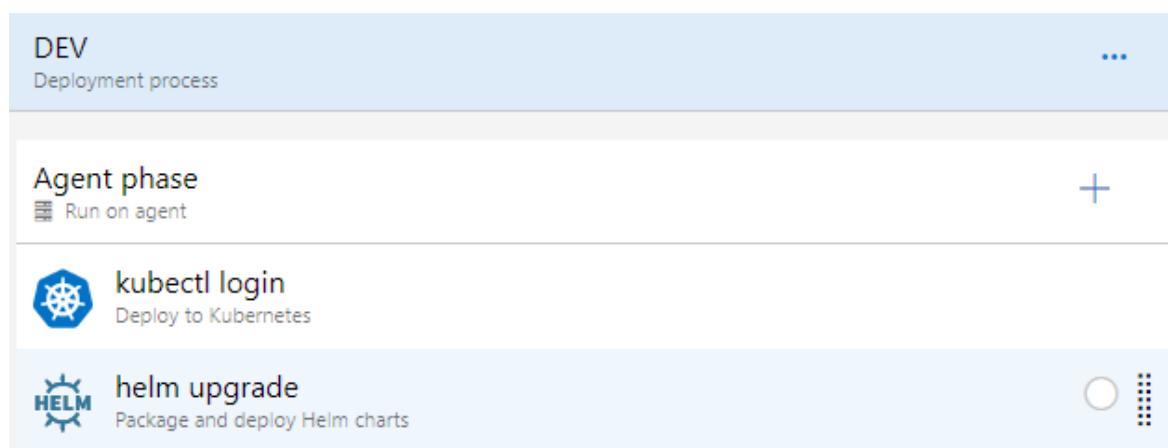 DEV
Deployment process
Agent phase
Run on agent
kubectl login
Deploy to Kubernetes
HELM
helm upgrade
Package and deploy Helm charts